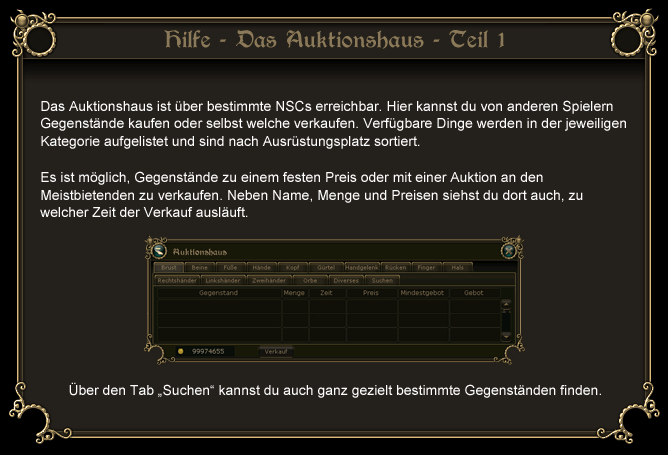 Hilfe - Das Auktionshaus - Teil 1
Das Auktionshaus ist über bestimmte NSCs erreichbar. Hier kannst du von anderen Spielern
Gegenstände kaufen oder selbst welche verkaufen. Verfügbare Dinge werden in der jeweiligen
Kategorie aufgelistet und sind nach Ausrüstungsplatz sortiert.
Es ist möglich, Gegenstände zu einem festen Preis oder mit einer Auktion an den
Meistbietenden zu verkaufen. Neben Name, Menge und Preisen siehst du dort auch, zu
welcher Zeit der Verkauf ausläuft.
Auktionshaus
Brust Beine Füße Hände Kopf Gürtel Handgelenk Rücken Finger Hals
Rechtshänder Linkshänder Zweihänder Orbe Diverses Suchen
Gegenstand Menge Zeit Preis Mindestgebot Gebot
99974655 Verkauf
Über den Tab „Suchen“ kannst du auch ganz gezielt bestimmte Gegenständen finden.